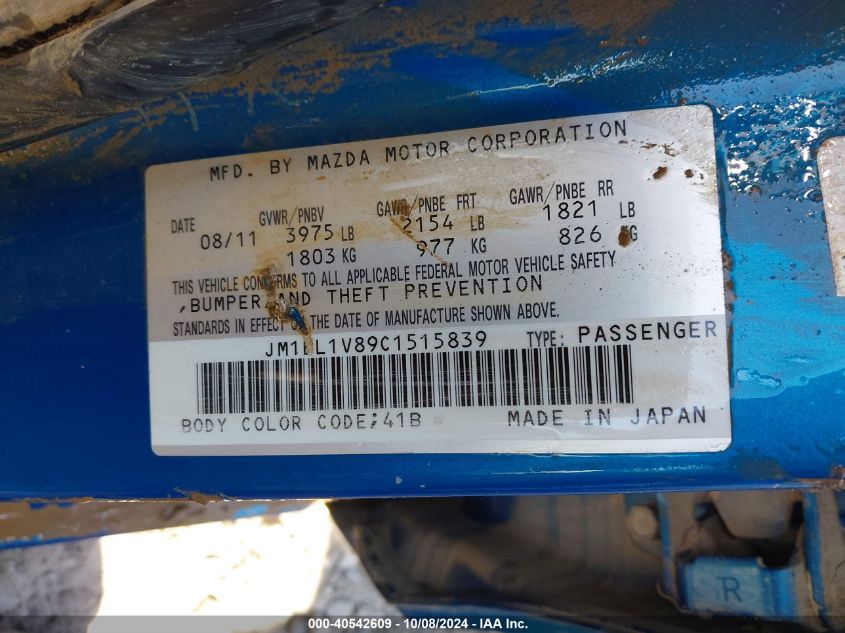 MFD. BY MAZDA MOTOR CORPORATION
DATE GVWR/PNBV GAWR/PNBE FRT GAWR/PNBE RR
08/11 3975 LB 2154 LB 1821 LB
1803 KG 977 KG 826 KG
THIS VEHICLE CONFORMS TO ALL APPLICABLE FEDERAL MOTOR VEHICLE SAFETY
,BUMPER AND THEFT PREVENTION
STANDARDS IN EFFECT ON THE DATE OF MANUFACTURE SHOWN ABOVE.
TYPE: PASSENGER
BODY COLOR CODE:41B MADE IN JAPAN
R
000-40542609 - 10/08/2024 - IAA Inc.